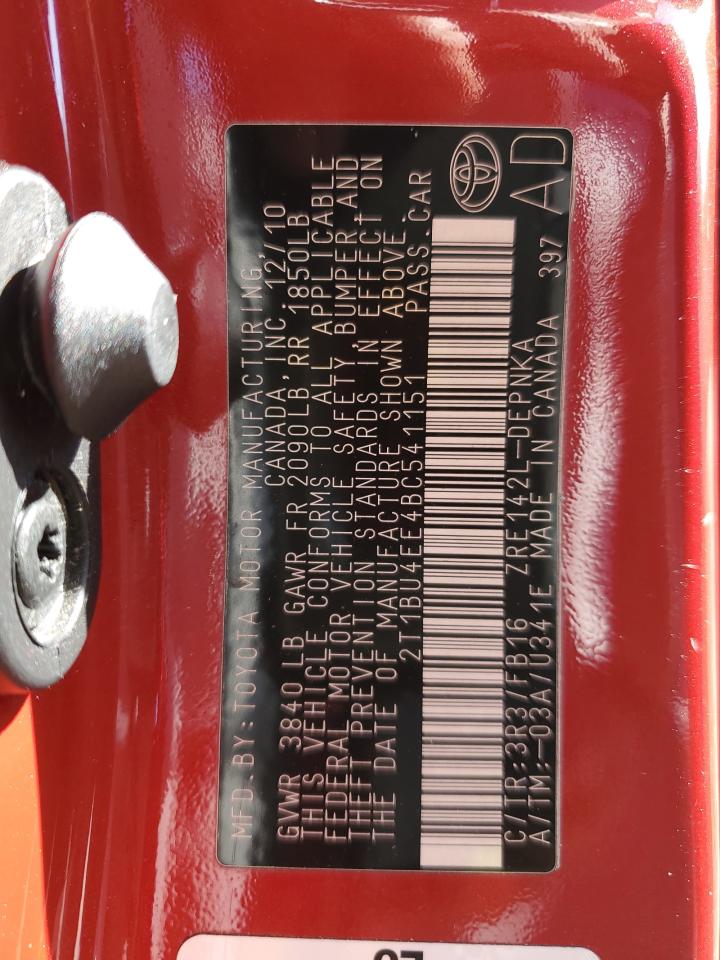 MFD.BY:TOYOTA MOTOR MANUFACTURING,
CANADA, INC. 12/10
GVWR 3840 LB GAWR FR 2090LB, RR 1850LB
THIS VEHICLE CONFORMS TO ALL APPLICABLE
FEDERAL MOTOR VEHICLE SAFETY, BUMPER AND
THEFT PREVENTION STANDARDS IN EFFECT ON
THE DATE OF MANUFACTURE SHOWN ABOVE.
2T1BU4EE4BC541151 PASS.CAR
C/TR:3R3/FB16 ZRE142L-DEPNKA
A/TM:-03A/U341E MADE IN CANADA 397 AD